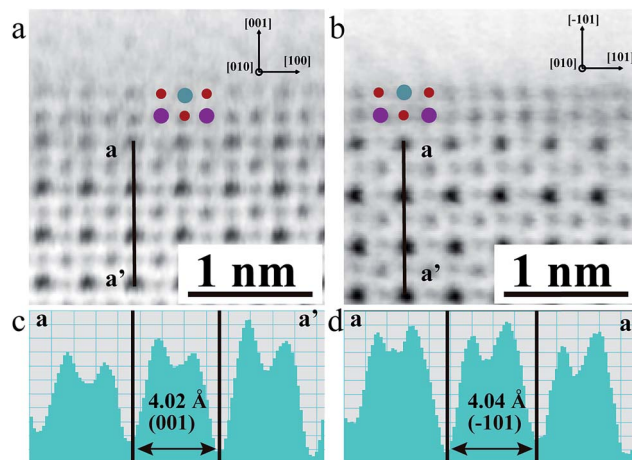 a
[001]
[010]
[100]
a
a'
1 nm
b
[-101]
[010]
[101]
a
a'
1 nm
c
a
a'
4.02 Å
(001)
d
a
a
4.04 Å
(-101)